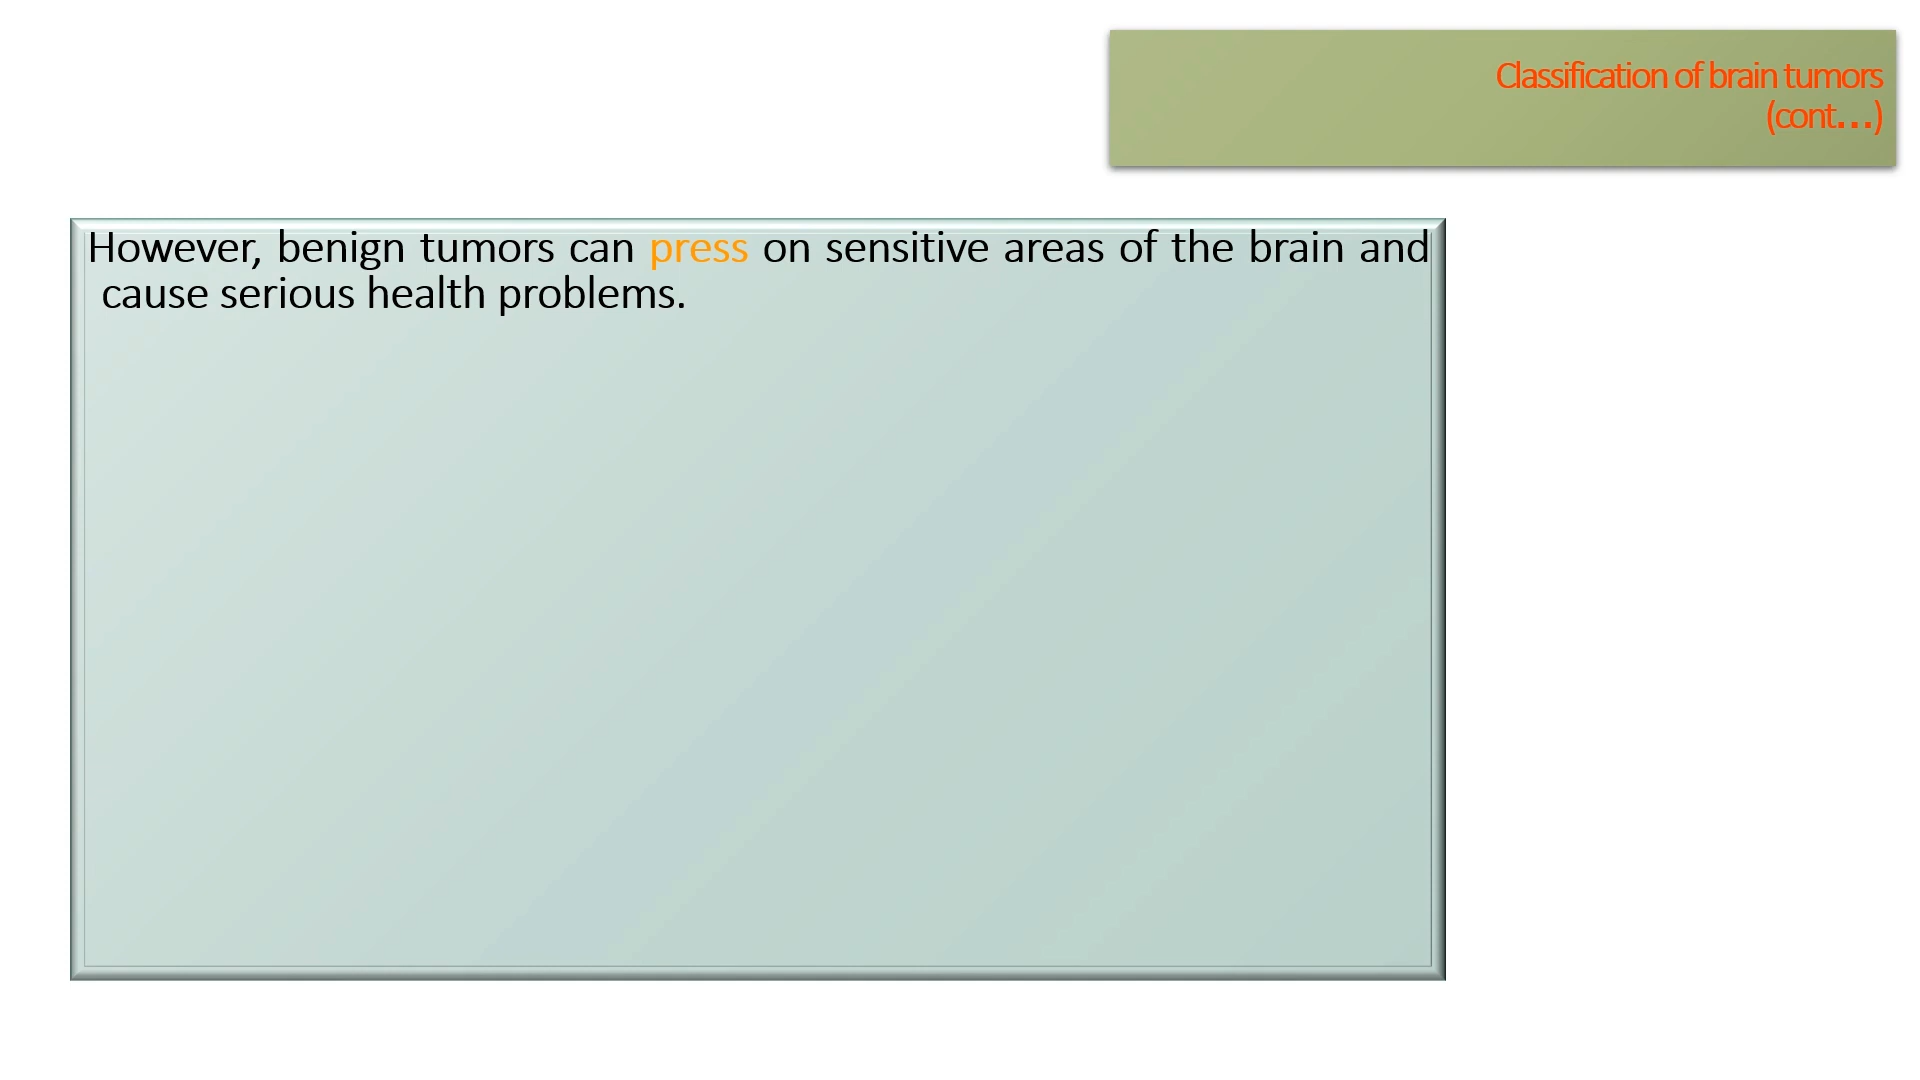 Classification of brain tumors
(cont…)
However, benign tumors can press on sensitive areas of the brain and
cause serious health problems.